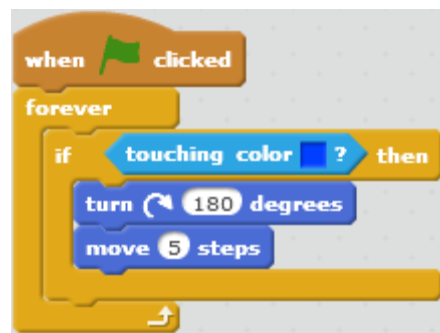 when clicked
forever
if touching color ? then
turn 180 degrees
move 5 steps